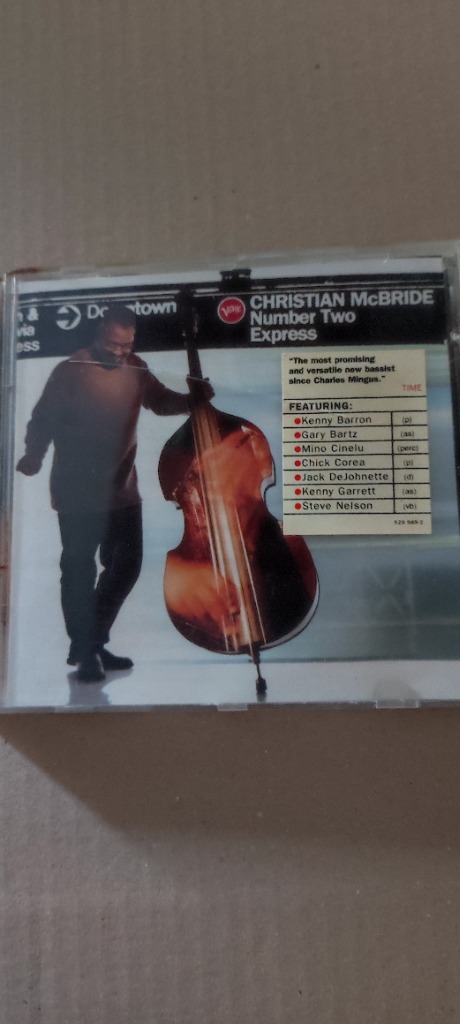 n &
via
ess
Downtown
VERVE
CHRISTIAN McBRIDE
Number Two
Express
"The most promising
and versatile new bassist
since Charles Mingus."
TIME
FEATURING:
Kenny Barron (p)
Gary Bartz (as)
Mino Cinelu (perc)
Chick Corea (p)
Jack DeJohnette (d)
Kenny Garrett (as)
Steve Nelson (vb)